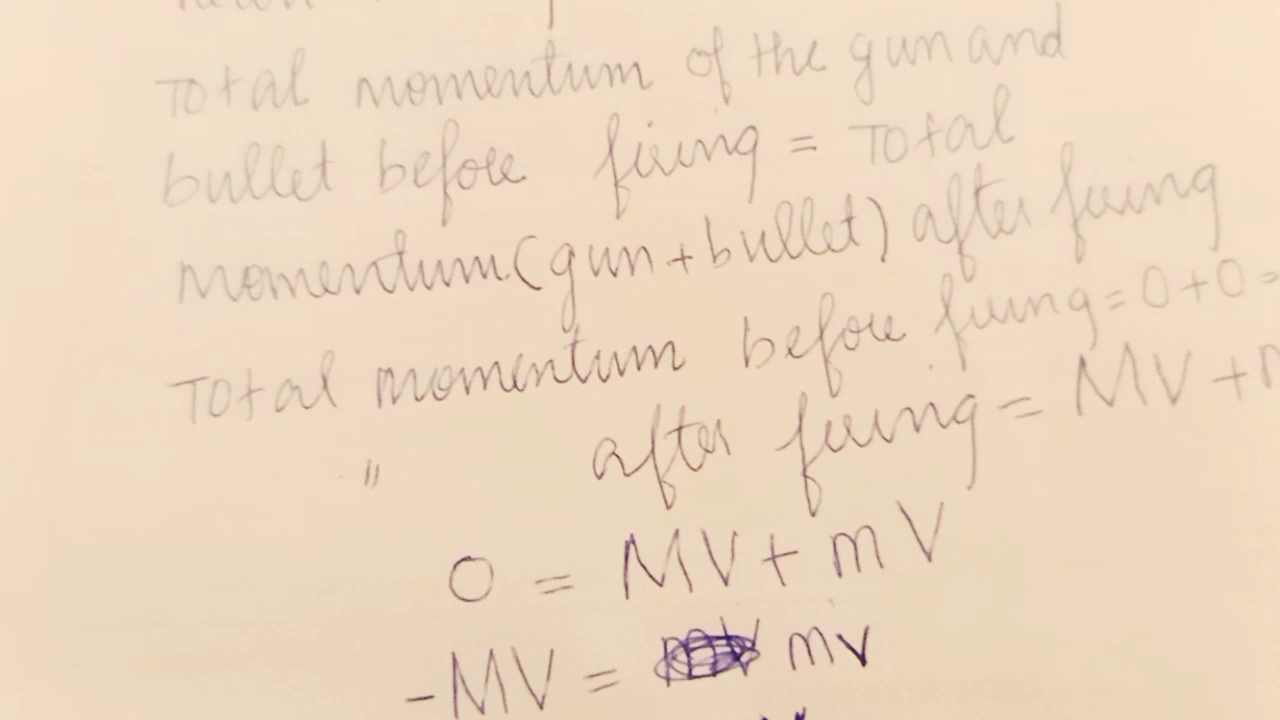 Total momentum of the gun and
bullet before firing = Total
momentum (gun + bullet) after firing
Total momentum before firing = 0 + 0 =
" after firing = MV +
0 = MV + mV
-MV = mv